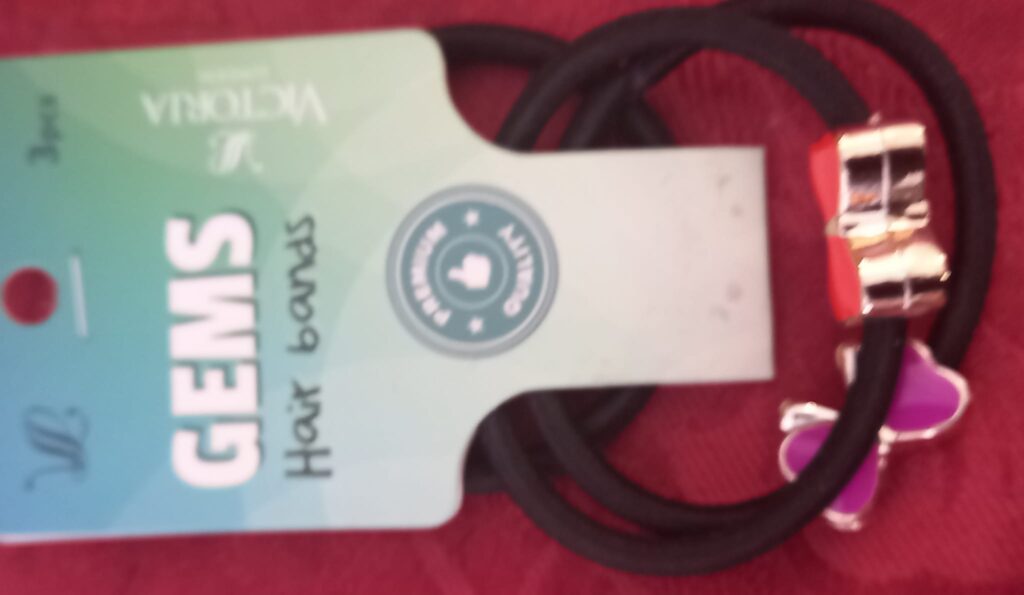 3pcs
VICTORIA
GEMS
Hair bands
PREMIUM
QUALITY